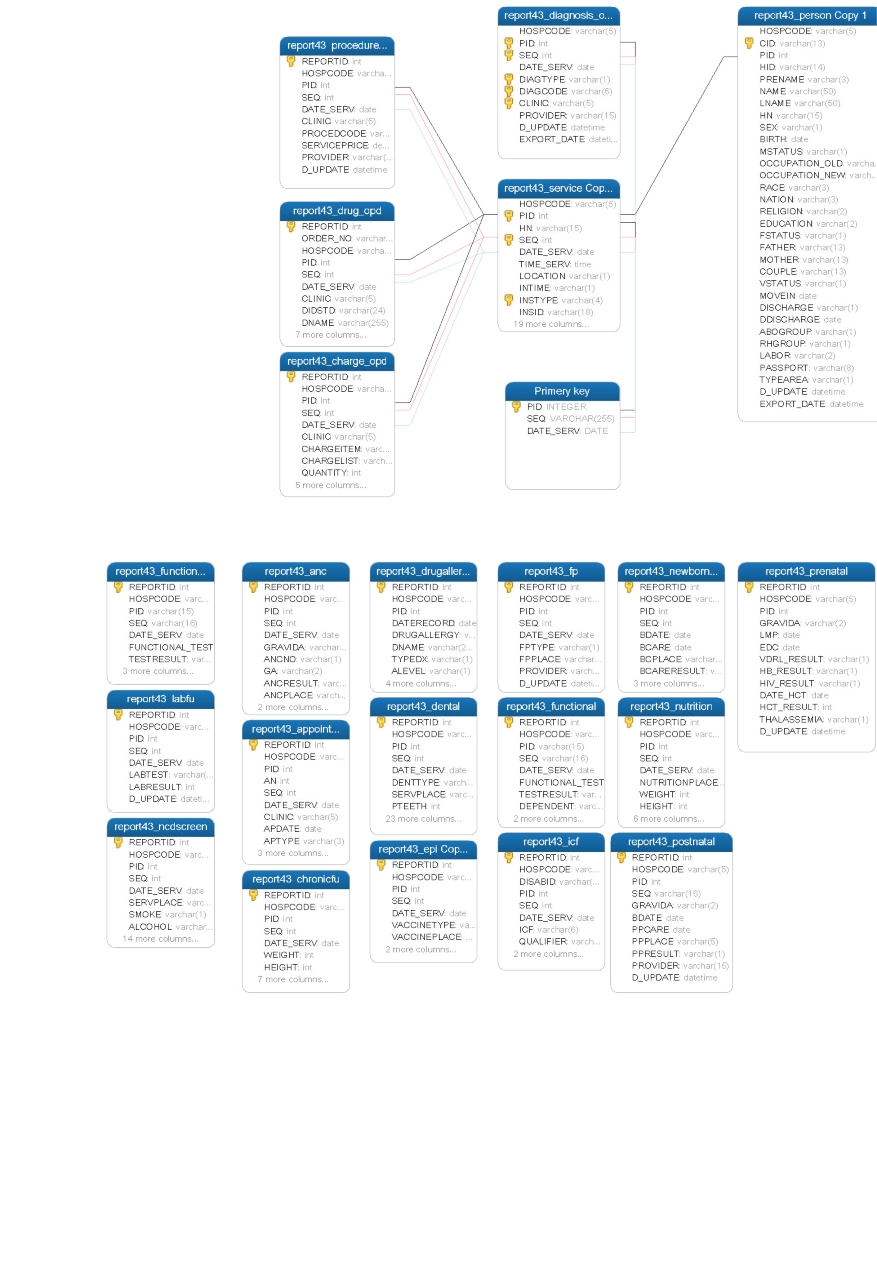 report43_procedure...
REPORTID: int
HOSPCODE: varcha...
PID: int
SEQ: int
DATE_SERV: date
CLINIC: varchar(5)
PROCEDCODE: var...
SERVICEPRICE: de...
PROVIDER: varchar(...
D_UPDATE: datetime
report43_drug_opd
REPORTID: int
ORDER_NO: varchar...
HOSPCODE: varcha...
PID: int
SEQ: int
DATE_SERV: date
CLINIC: varchar(5)
DIDSTD: varchar(24)
DNAME: varchar(255)
7 more columns...
report43_charge_opd
REPORTID: int
HOSPCODE: varcha...
PID: int
SEQ: int
DATE_SERV: date
CLINIC: varchar(5)
CHARGEITEM: varc...
CHARGELIST: varch...
QUANTITY: int
5 more columns...
report43_diagnosis_o...
HOSPCODE: varchar(5)
PID: int
SEQ: int
DATE_SERV: date
DIAGTYPE: varchar(1)
DIAGCODE: varchar(6)
CLINIC: varchar(5)
PROVIDER: varchar(15)
D_UPDATE: datetime
EXPORT_DATE: dateti...
report43_service Cop...
HOSPCODE: varchar(5)
PID: int
HN: varchar(15)
SEQ: int
DATE_SERV: date
TIME_SERV: time
LOCATION: varchar(1)
INTIME: varchar(1)
INSTYPE: varchar(4)
INSID: varchar(18)
19 more columns...
Primery key
PID: INTEGER
SEQ: VARCHAR(255)
DATE_SERV: DATE
report43_person Copy 1
HOSPCODE: varchar(5)
CID: varchar(13)
PID: int
HID: varchar(14)
PRENAME: varchar(3)
NAME: varchar(50)
LNAME: varchar(50)
HN: varchar(15)
SEX: varchar(1)
BIRTH: date
MSTATUS: varchar(1)
OCCUPATION_OLD: varcha...
OCCUPATION_NEW: varch...
RACE: varchar(3)
NATION: varchar(3)
RELIGION: varchar(2)
EDUCATION: varchar(2)
FSTATUS: varchar(1)
FATHER: varchar(13)
MOTHER: varchar(13)
COUPLE: varchar(13)
VSTATUS: varchar(1)
MOVEIN: date
DISCHARGE: varchar(1)
DDISCHARGE: date
ABOGROUP: varchar(1)
RHGROUP: varchar(1)
LABOR: varchar(2)
PASSPORT: varchar(8)
TYPEAREA: varchar(1)
D_UPDATE: datetime
EXPORT_DATE: datetime
report43_function...
REPORTID: int
HOSPCODE: varc...
PID: varchar(15)
SEQ: varchar(16)
DATE_SERV: date
FUNCTIONAL_TEST
TESTRESULT: var...
3 more columns...
report43_labfu
REPORTID: int
HOSPCODE: varc...
PID: int
SEQ: int
DATE_SERV: date
LABTEST: varchar(...
LABRESULT: int
D_UPDATE: dateti...
report43_ncdscreen
REPORTID: int
HOSPCODE: varc...
PID: int
SEQ: int
DATE_SERV: date
SERVPLACE: varc...
SMOKE: varchar(1)
ALCOHOL: varchar...
14 more columns...
report43_anc
REPORTID: int
HOSPCODE: varc...
PID: int
SEQ: int
DATE_SERV: date
GRAVIDA: varchar...
ANCNO: varchar(1)
GA: varchar(2)
ANCRESULT: varc...
ANCPLACE: varch...
2 more columns...
report43_appoint...
REPORTID: int
HOSPCODE: varc...
PID: int
AN: int
SEQ: int
DATE_SERV: date
CLINIC: varchar(5)
APDATE: date
APTYPE: varchar(3)
3 more columns...
report43_chronicfu
REPORTID: int
HOSPCODE: varc...
PID: int
SEQ: int
DATE_SERV: date
WEIGHT: int
HEIGHT: int
7 more columns...
report43_drugaller...
REPORTID: int
HOSPCODE: varc...
PID: int
DATERECORD: date
DRUGALLERGY: v...
DNAME: varchar(2...
TYPEDX: varchar(1)
ALEVEL: varchar(1)
4 more columns...
report43_dental
REPORTID: int
HOSPCODE: varc...
PID: int
SEQ: int
DATE_SERV: date
DENTTYPE: varch...
SERVPLACE: varc...
PTEETH: int
23 more columns...
report43_epi Cop...
REPORTID: int
HOSPCODE: varc...
PID: int
SEQ: int
DATE_SERV: date
VACCINETYPE: va...
VACCINEPLACE: ...
2 more columns...
report43_fp
REPORTID: int
HOSPCODE: varc...
PID: int
SEQ: int
DATE_SERV: date
FPTYPE: varchar(1)
FPPLACE: varchar...
PROVIDER: varch...
D_UPDATE: dateti...
report43_functional
REPORTID: int
HOSPCODE: varc...
PID: varchar(15)
SEQ: varchar(16)
DATE_SERV: date
FUNCTIONAL_TEST
TESTRESULT: var...
DEPENDENT: varc...
2 more columns...
report43_icf
REPORTID: int
HOSPCODE: varc...
DISABID: varchar(...
PID: int
SEQ: int
DATE_SERV: date
ICF: varchar(6)
QUALIFIER: varch...
2 more columns...
report43_newborn...
REPORTID: int
HOSPCODE: varc...
PID: int
SEQ: int
BDATE: date
BCARE: date
BCPLACE: varchar...
BCARERESULT: v...
3 more columns...
report43_nutrition
REPORTID: int
HOSPCODE: varc...
PID: int
SEQ: int
DATE_SERV: date
NUTRITIONPLACE...
WEIGHT: int
HEIGHT: int
6 more columns...
report43_postnatal
REPORTID: int
HOSPCODE: varchar(5)
PID: int
SEQ: varchar(16)
GRAVIDA: varchar(2)
BDATE: date
PPCARE: date
PPPLACE: varchar(5)
PPRESULT: varchar(1)
PROVIDER: varchar(15)
D_UPDATE: datetime
report43_prenatal
REPORTID: int
HOSPCODE: varchar(5)
PID: int
GRAVIDA: varchar(2)
LMP: date
EDC: date
VDRL_RESULT: varchar(1)
HB_RESULT: varchar(1)
HIV_RESULT: varchar(1)
DATE_HCT: date
HCT_RESULT: int
THALASSEMIA: varchar(1)
D_UPDATE: datetime